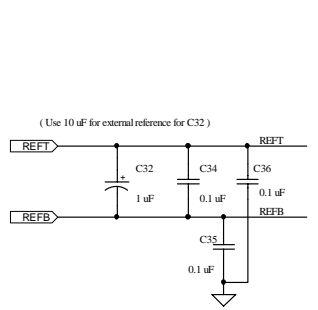 ( Use 10 uF for external reference for C32 )
REFT
REFT
C32
C34
C36
+
1 uF
0.1 uF
0.1 uF
REFB
REFB
C35
0.1 uF